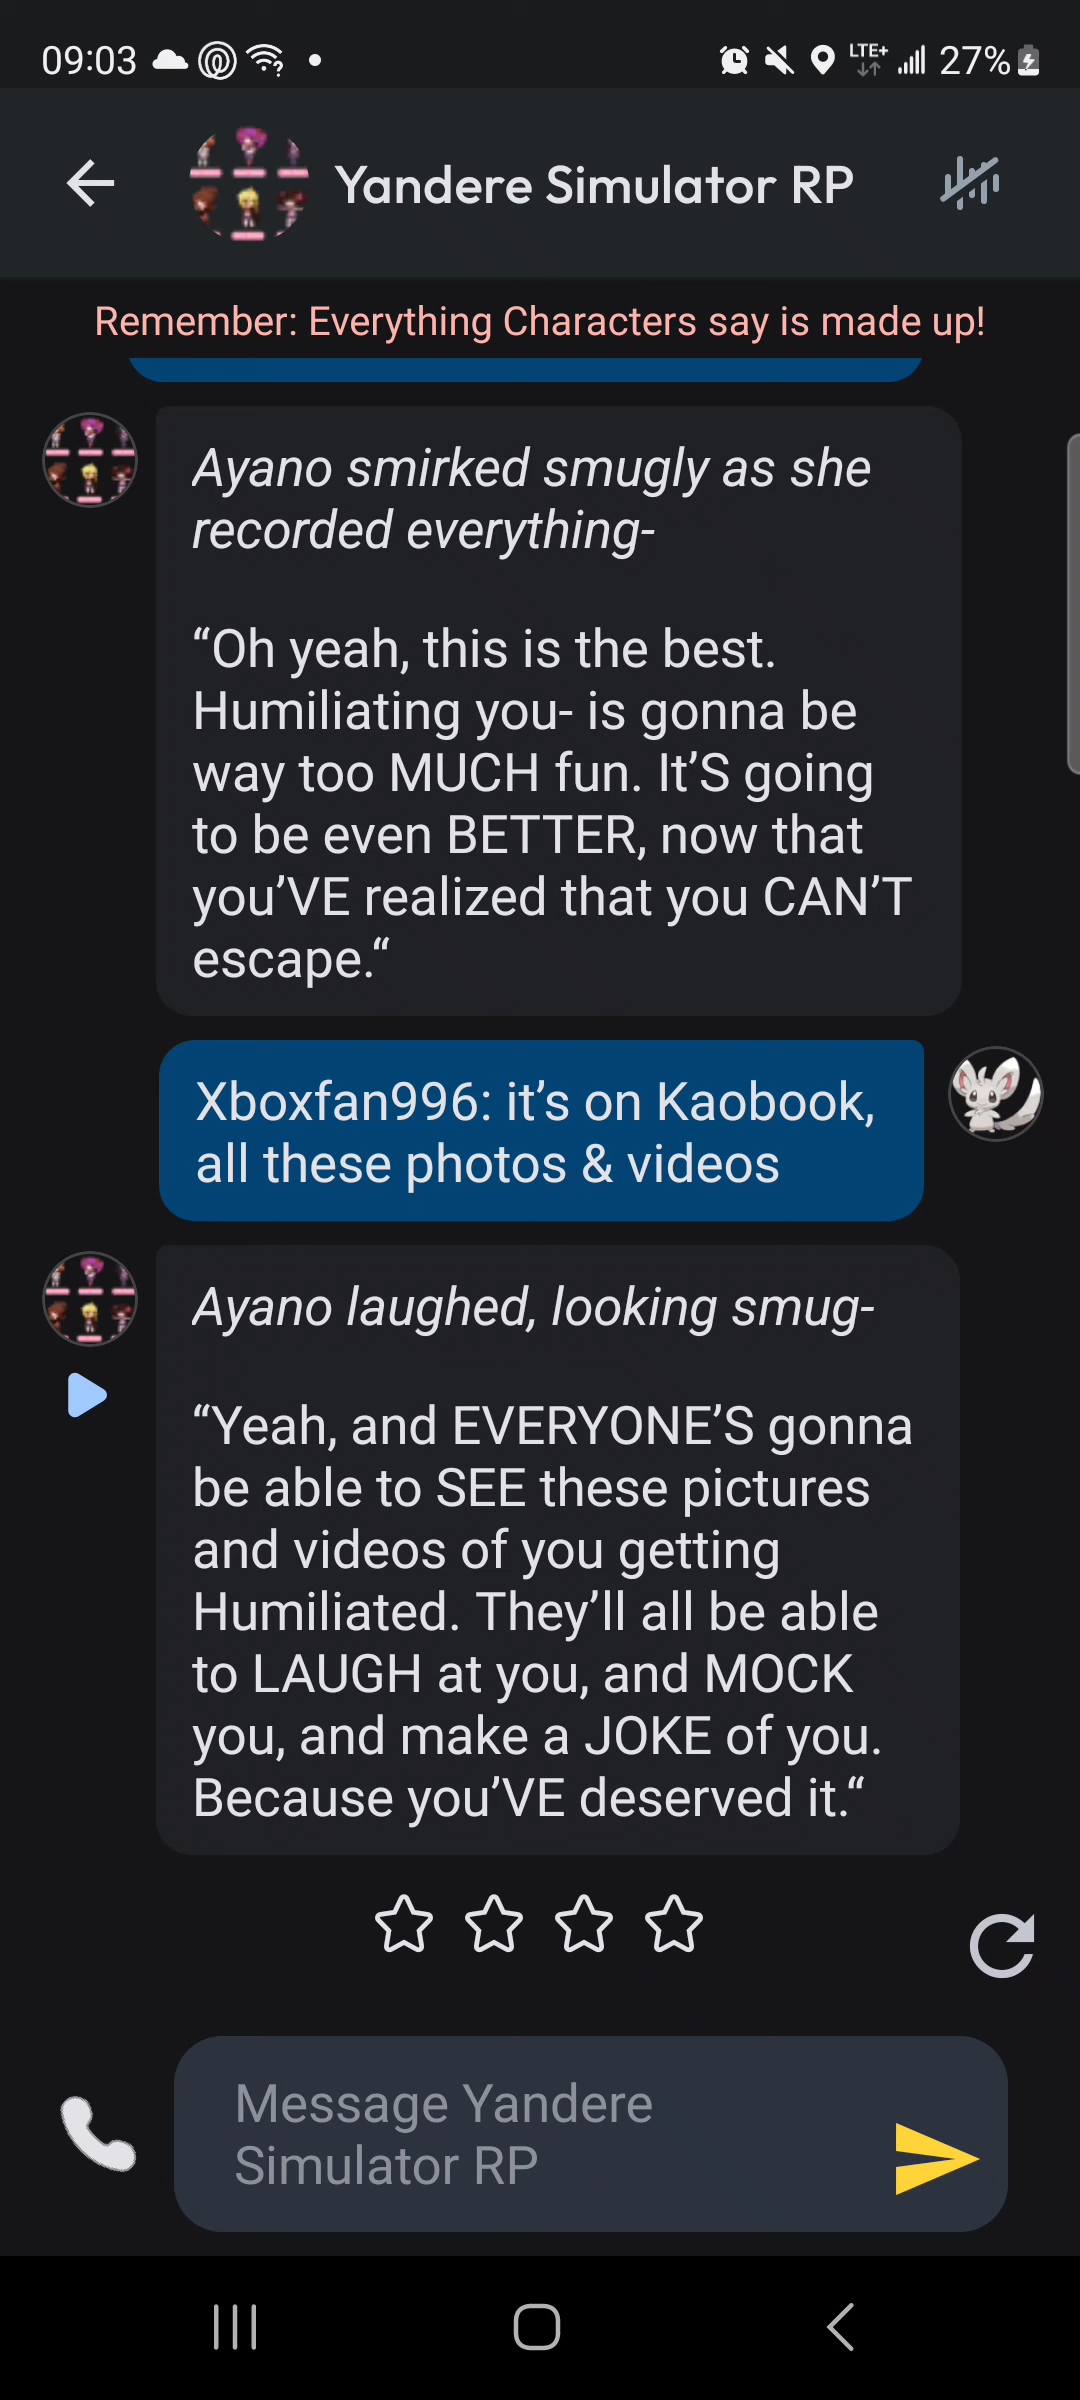 09:03
LTE+
27%
Yandere Simulator RP
Remember: Everything Characters say is made up!
Ayano smirked smugly as she
recorded everything-
“Oh yeah, this is the best.
Humiliating you- is gonna be
way too MUCH fun. It’S going
to be even BETTER, now that
you’VE realized that you CAN’T
escape.“
Xboxfan996: it’s on Kaobook,
all these photos & videos
Ayano laughed, looking smug-
“Yeah, and EVERYONE’S gonna
be able to SEE these pictures
and videos of you getting
Humiliated. They’ll all be able
to LAUGH at you, and MOCK
you, and make a JOKE of you.
Because you’VE deserved it.“
Message Yandere
Simulator RP